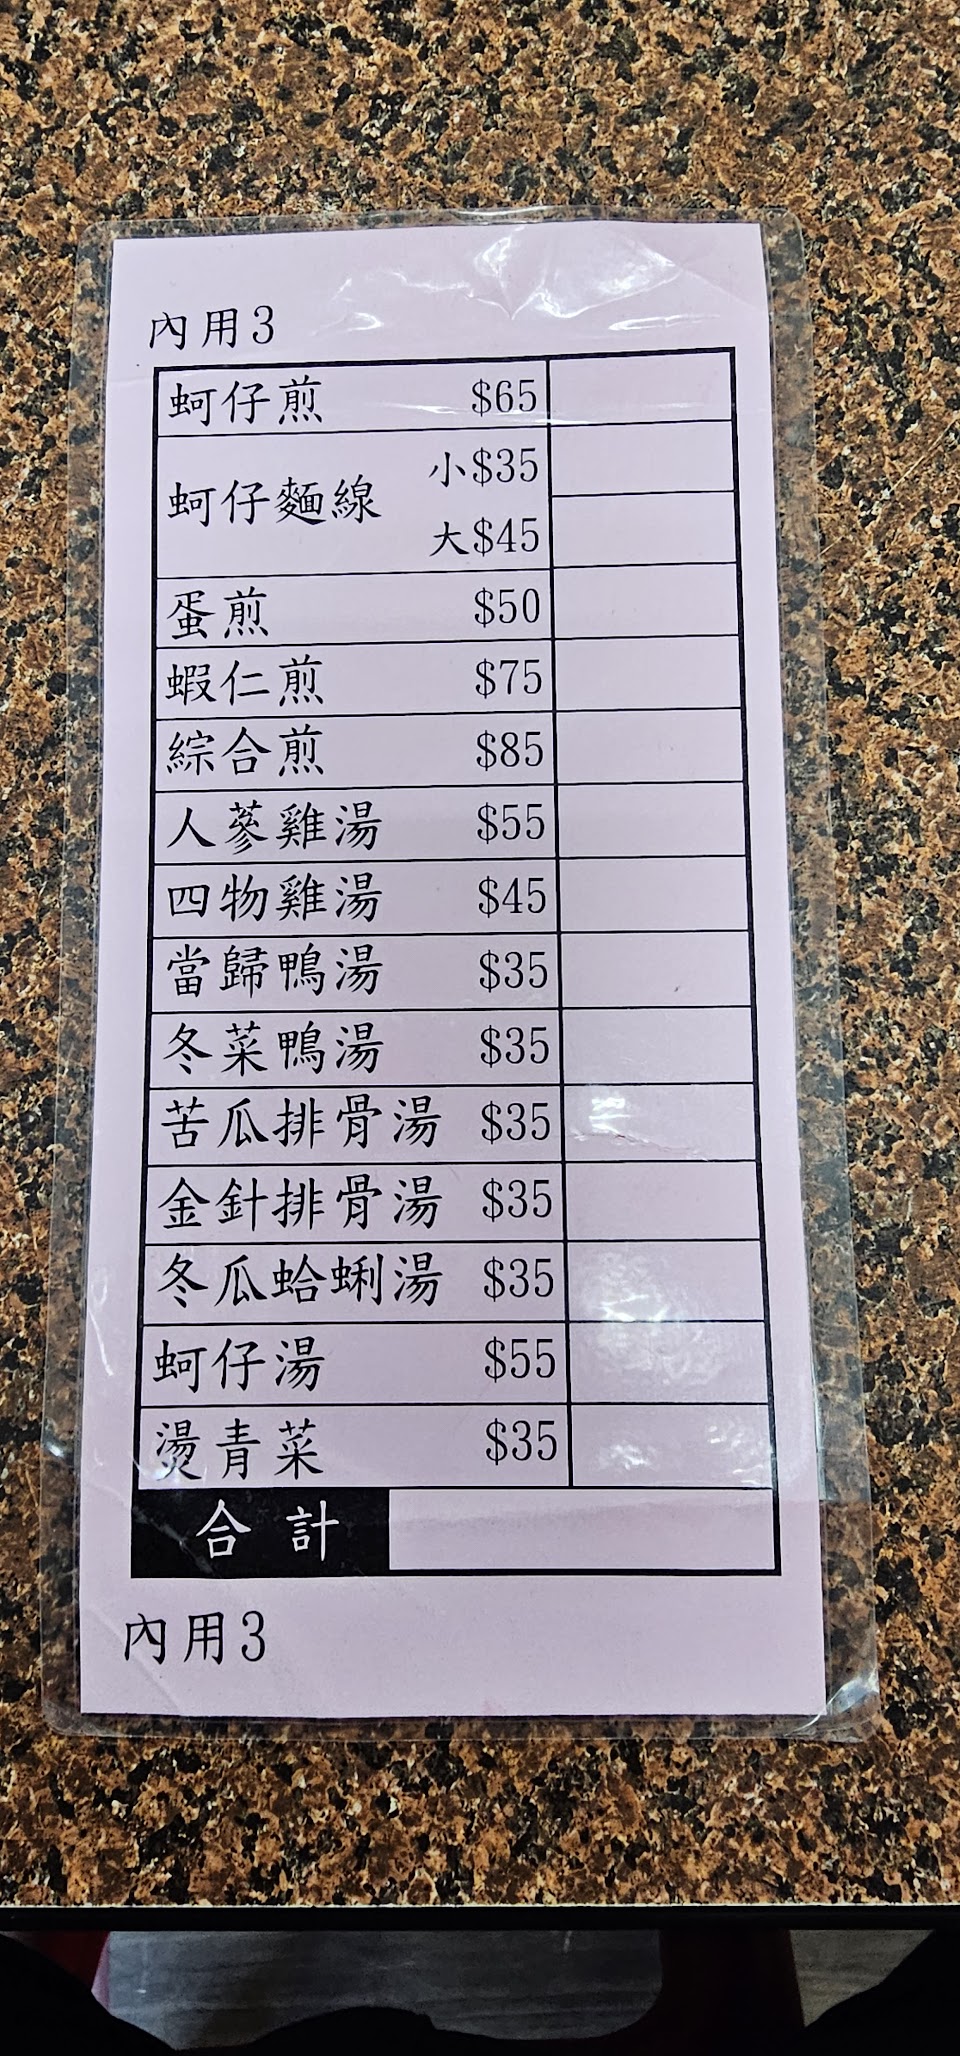 內用3
蚵仔煎 $65
蚵仔麵線 小$35
大$45
蛋煎 $50
蝦仁煎 $75
綜合煎 $85
人蔘雞湯 $55
四物雞湯 $45
當歸鴨湯 $35
冬菜鴨湯 $35
苦瓜排骨湯 $35
金針排骨湯 $35
冬瓜蛤蜊湯 $35
蚵仔湯 $55
燙青菜 $35
合計
內用3